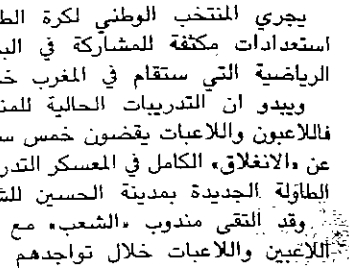 يجري المنتخب الوطني لكرة الط
استعدادات مكثفة للمشاركة في الب
الرياضية التي ستقام في المغرب خ
ويبدو ان التدريبات الحالية للمن
فاللاعبون واللاعبات يقضون خمس س
عن «الانغلاق» الكامل في المعسكر التدر
الطاولة الجديدة بمدينة الحسين للش
وقد التقى مندوب «الشعب» مع
اللاعبين واللاعبات خلال تواجدهم